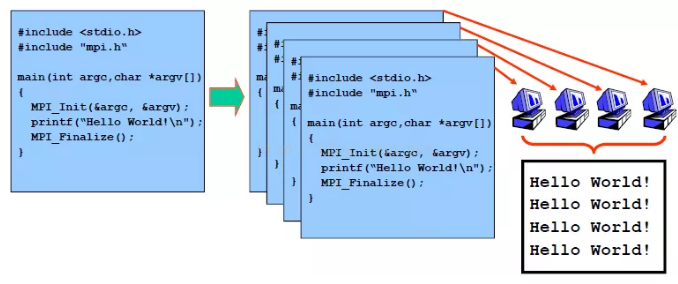 #include <stdio.h>
#include "mpi.h“
main(int argc,char *argv[])
{
MPI_Init(&argc, &argv);
printf(“Hello World!\n");
MPI_Finalize();
}
#include <stdio.h>
#include "mpi.h“
main(int argc,char *argv[])
{
MPI_Init(&argc, &argv);
printf(“Hello World!\n");
MPI_Finalize();
}
Hello World!
Hello World!
Hello World!
Hello World!